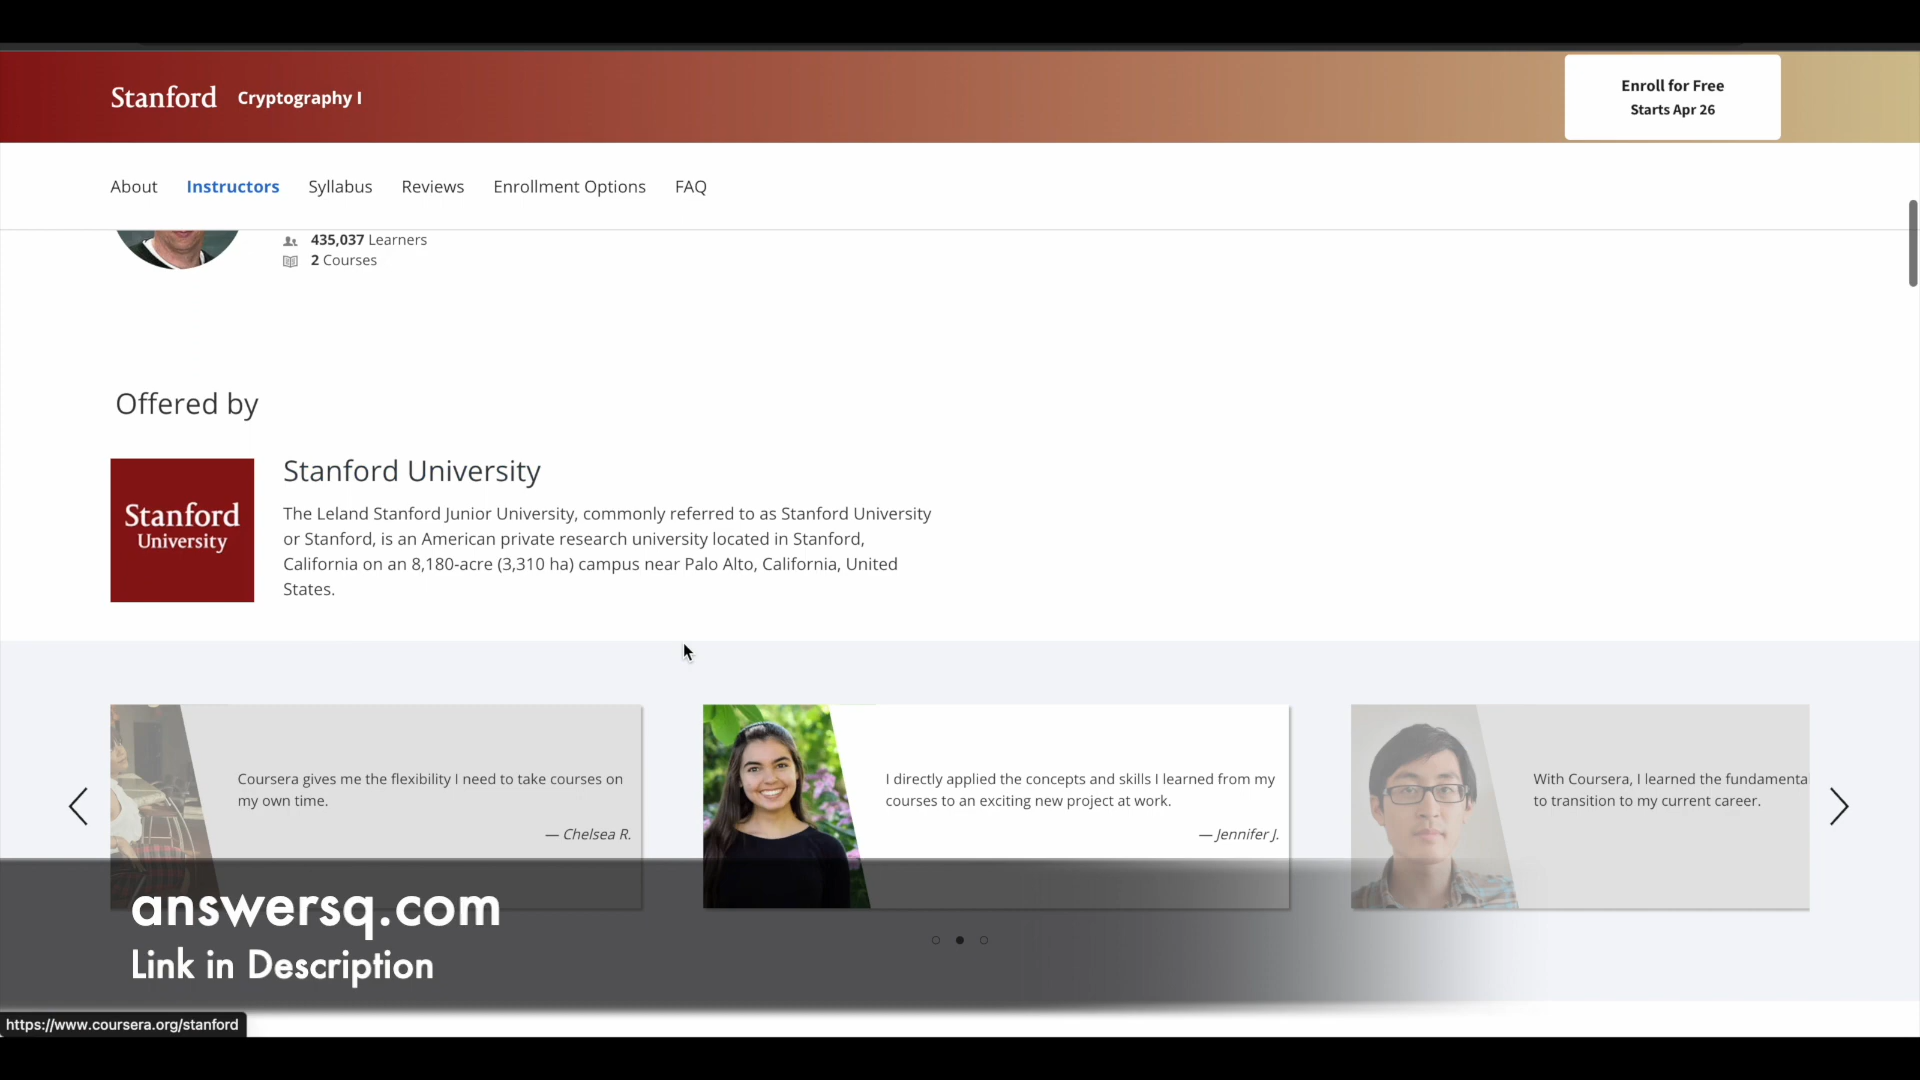 Stanford
Cryptography I
Enroll for Free
Starts Apr 26
About
Instructors
Syllabus
Reviews
Enrollment Options
FAQ
435,037 Learners
2 Courses
Offered by
Stanford
University
Stanford University
The Leland Stanford Junior University, commonly referred to as Stanford University
or Stanford, is an American private research university located in Stanford,
California on an 8,180-acre (3,310 ha) campus near Palo Alto, California, United
States.
Coursera gives me the flexibility I need to take courses on
my own time.
— Chelsea R.
I directly applied the concepts and skills I learned from my
courses to an exciting new project at work.
— Jennifer J.
With Coursera, I learned the fundamenta
to transition to my current career.
answersq.com
Link in Description
https://www.coursera.org/stanford